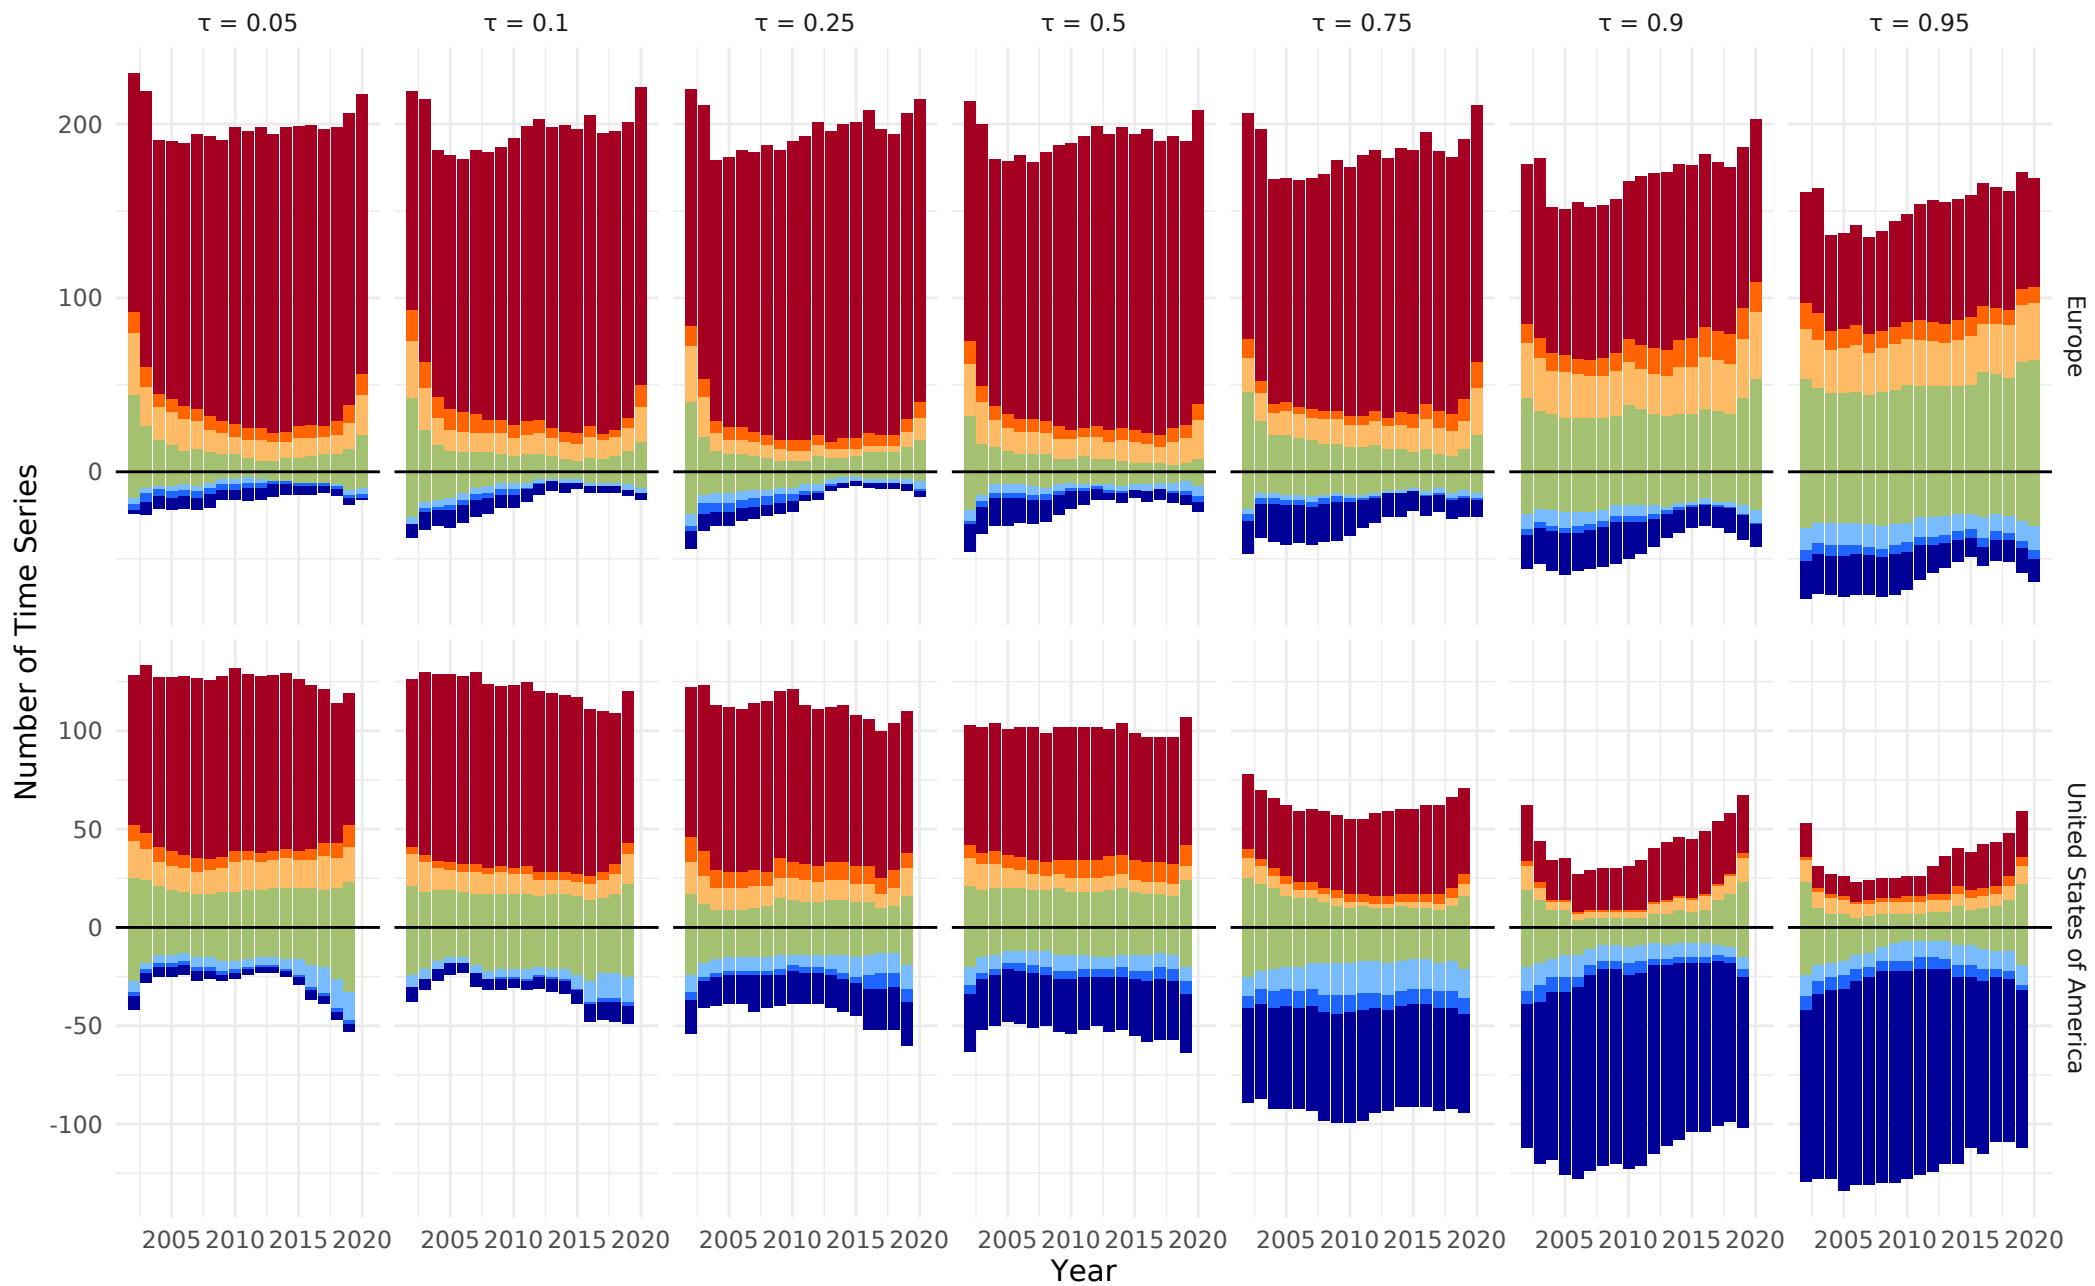 τ = 0.05 τ = 0.1 τ = 0.25 τ = 0.5 τ = 0.75 τ = 0.9 τ = 0.95
200
100
0
Europe
100
50
0
-50
-100
United States of America
Number of Time Series
2005 2010 2015 2020 2005 2010 2015 2020 2005 2010 2015 2020 2005 2010 2015 2020 2005 2010 2015 2020 2005 2010 2015 2020 2005 2010 2015 2020
Year